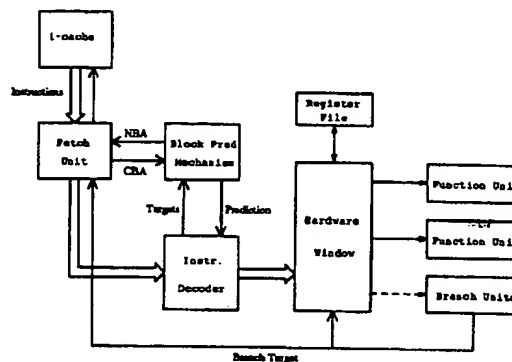 i-cache
Instructions
Fetch
Unit
NBA
CBA
Block Pred
Mechanism
Register
File
Targets
Prediction
Instr.
Decoder
Hardware
Window
Function Unit
Function Unit
Branch Units
Branch Target